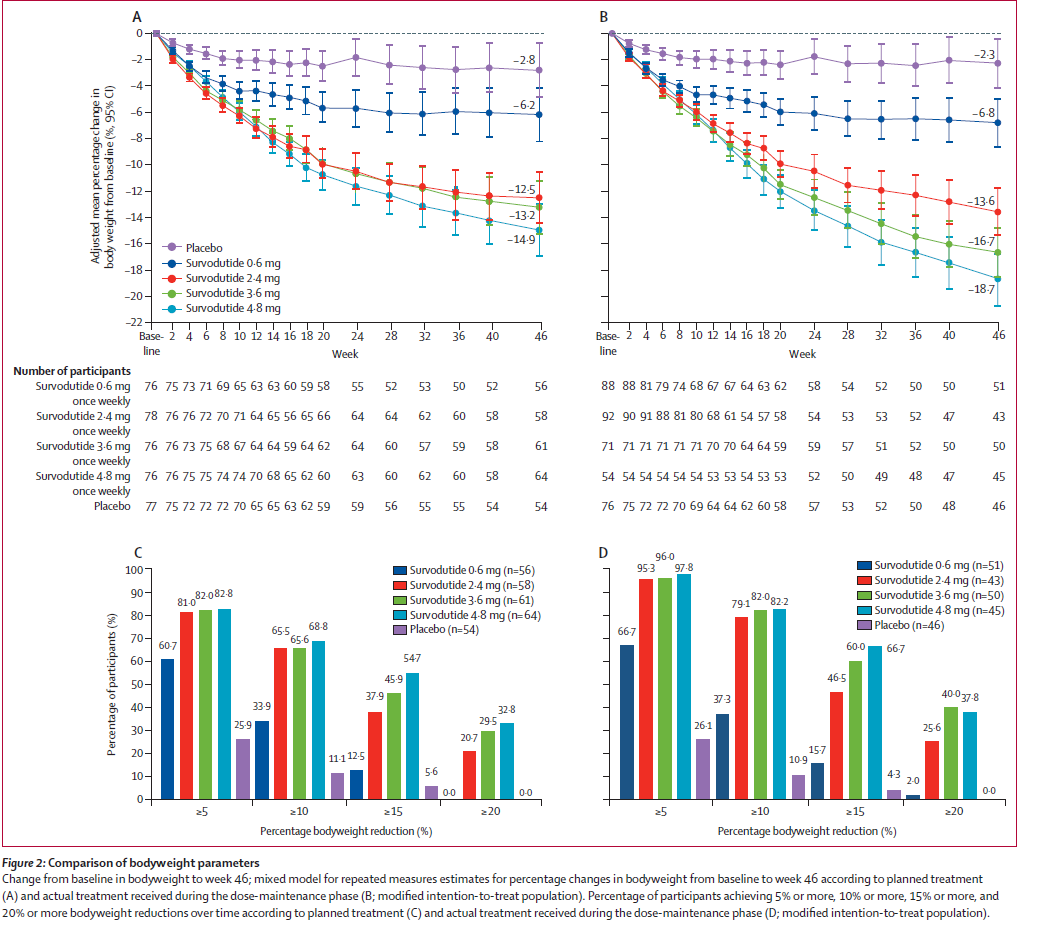 A
B
Adjusted mean percentage change in
body weight from baseline (%, 95% CI)
0
–2
–4
–6
–8
–10
–12
–14
–16
–18
–20
–22
–2·8
–6·2
–12·5
–13·2
–14·9
Placebo
Survodutide 0·6 mg
Survodutide 2·4 mg
Survodutide 3·6 mg
Survodutide 4·8 mg
–2·3
–6·8
–13·6
–16·7
–18·7
Base- 2 4 6 8 10 12 14 16 18 20 24 28 32 36 40 46
line
Week
Base- 2 4 6 8 10 12 14 16 18 20 24 28 32 36 40 46
line
Week
Number of participants
Survodutide 0·6 mg 76 75 73 71 69 65 63 63 60 59 58 55 52 53 50 52 56 88 88 81 79 74 68 67 67 64 63 62 58 54 52 50 50 51
once weekly
Survodutide 2·4 mg 78 76 76 72 70 71 64 65 56 65 66 64 64 62 60 58 58 92 90 91 88 81 80 68 61 54 57 58 54 53 53 52 47 43
once weekly
Survodutide 3·6 mg 76 76 73 75 68 67 64 64 59 64 62 64 60 57 59 58 61 71 71 71 71 71 71 70 70 64 64 59 59 57 51 52 50 50
once weekly
Survodutide 4·8 mg 76 76 75 75 74 74 70 68 65 62 60 63 60 62 60 58 64 54 54 54 54 54 54 53 53 54 53 53 52 50 49 48 47 45
once weekly
Placebo 77 75 72 72 72 70 65 65 63 62 59 59 56 55 55 54 54 76 75 72 72 70 69 64 64 62 60 58 57 53 52 50 48 46
C
Percentage of participants (%)
100
90
80
70
60
50
40
30
20
10
0
Survodutide 0·6 mg (n=56)
Survodutide 2·4 mg (n=58)
Survodutide 3·6 mg (n=61)
Survodutide 4·8 mg (n=64)
Placebo (n=54)
60·7 81·0 82·0 82·8 25·9
33·9 65·5 65·6 68·8 11·1
12·5 37·9 45·9 54·7 5·6
0·0 20·7 29·5 32·8 0·0
≥5 ≥10 ≥15 ≥20
Percentage bodyweight reduction (%)
D
Survodutide 0·6 mg (n=51)
Survodutide 2·4 mg (n=43)
Survodutide 3·6 mg (n=50)
Survodutide 4·8 mg (n=45)
Placebo (n=46)
66·7 95·3 96·0 97·8 26·1
37·3 79·1 82·0 82·2 10·9
15·7 46·5 60·0 66·7 4·3
2·0 25·6 40·0 37·8 0·0
≥5 ≥10 ≥15 ≥20
Percentage bodyweight reduction (%)
Figure 2: Comparison of bodyweight parameters
Change from baseline in bodyweight to week 46; mixed model for repeated measures estimates for percentage changes in bodyweight from baseline to week 46 according to planned treatment
(A) and actual treatment received during the dose-maintenance phase (B; modified intention-to-treat population). Percentage of participants achieving 5% or more, 10% or more, 15% or more, and
20% or more bodyweight reductions over time according to planned treatment (C) and actual treatment received during the dose-maintenance phase (D; modified intention-to-treat population).